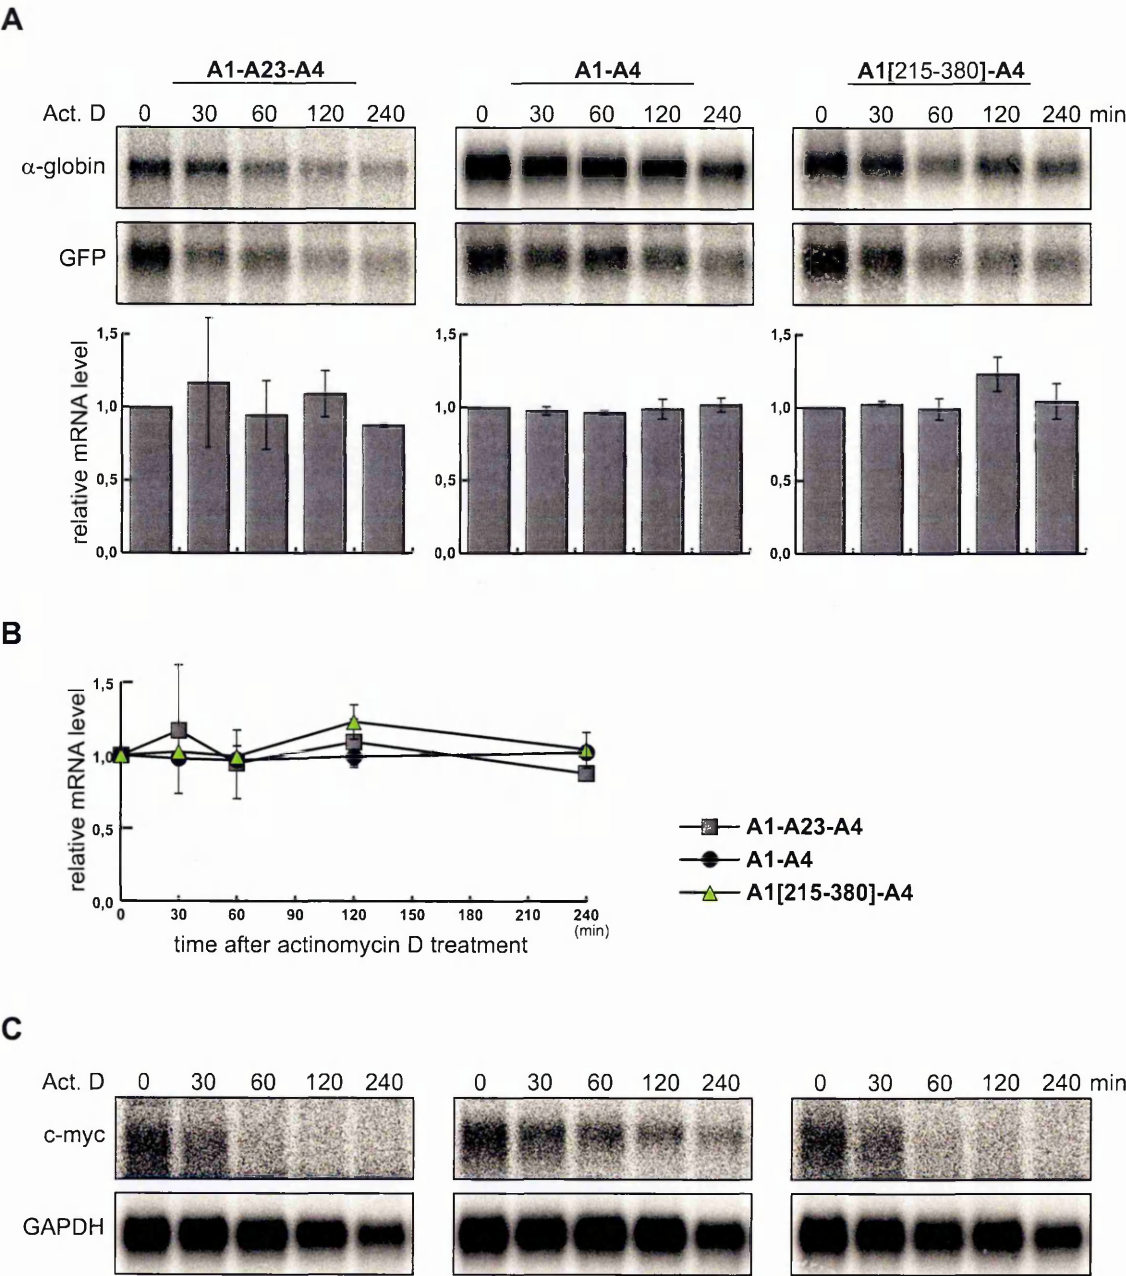 A
A1-A23-A4 A1-A4 A1[215-380]-A4
Act. D 0 30 60 120 240 0 30 60 120 240 0 30 60 120 240 min
α-globin
GFP
relative mRNA level
1,5 1,5 1,5
1,0 1,0 1,0
0,5 0,5 0,5
0,0 0,0 0,0
B
relative mRNA level
1,5
1,0
0,5
0,0
0 30 60 90 120 150 180 210 240
(min)
time after actinomycin D treatment
A1-A23-A4
A1-A4
A1[215-380]-A4
C
Act. D 0 30 60 120 240 0 30 60 120 240 0 30 60 120 240 min
c-myc
GAPDH